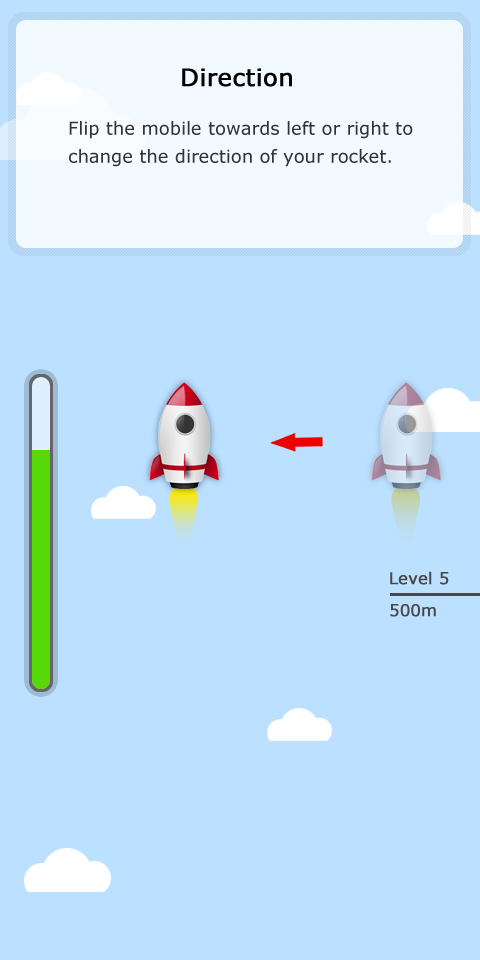 Direction
Flip the mobile towards left or right to
change the direction of your rocket.
Level 5
500m